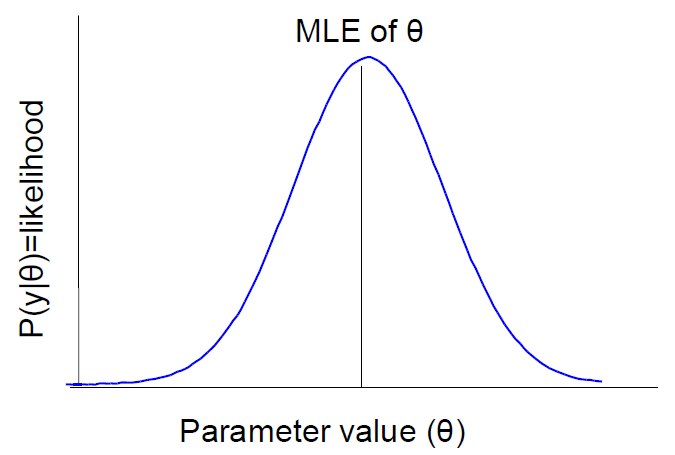 MLE of θ
P(y|θ)=likelihood
Parameter value (θ)